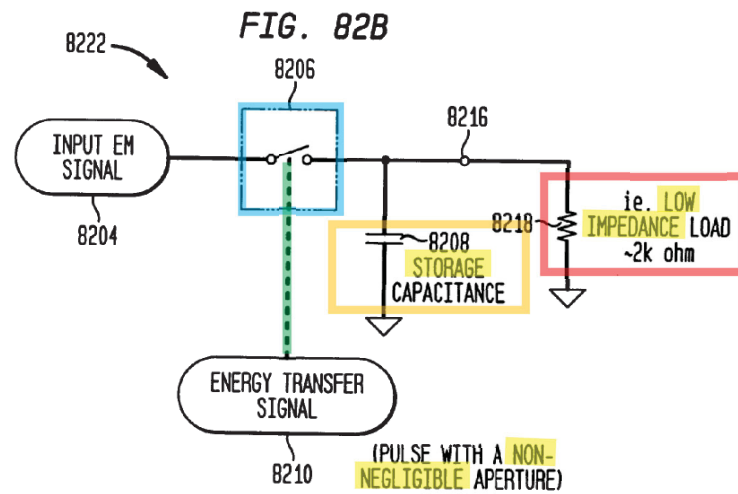 FIG. 82B
8222
8206
INPUT EM
SIGNAL
8204
8216
8218
ie. LOW
IMPEDANCE LOAD
~2k ohm
8208
STORAGE
CAPACITANCE
ENERGY TRANSFER
SIGNAL
8210
(PULSE WITH A NON-
NEGLIGIBLE APERTURE)